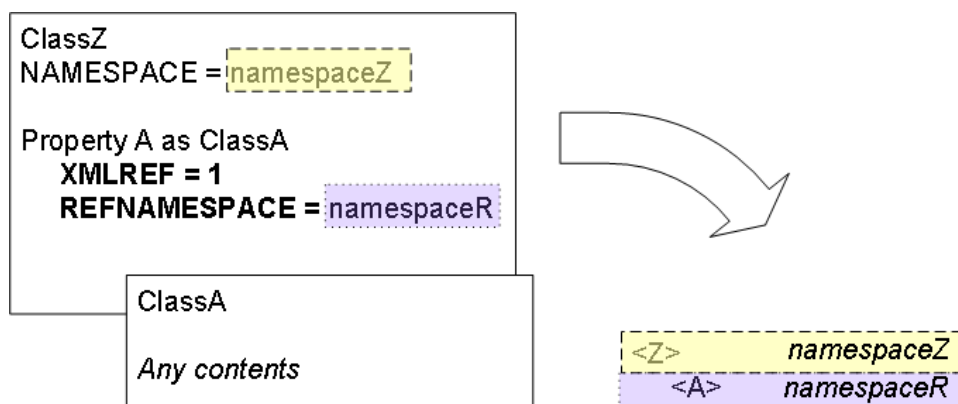 ClassZ
NAMESPACE = namespaceZ
Property A as ClassA
XMLREF = 1
REFNAMESPACE = namespaceR
ClassA
Any contents
<Z> namespaceZ
<A> namespaceR